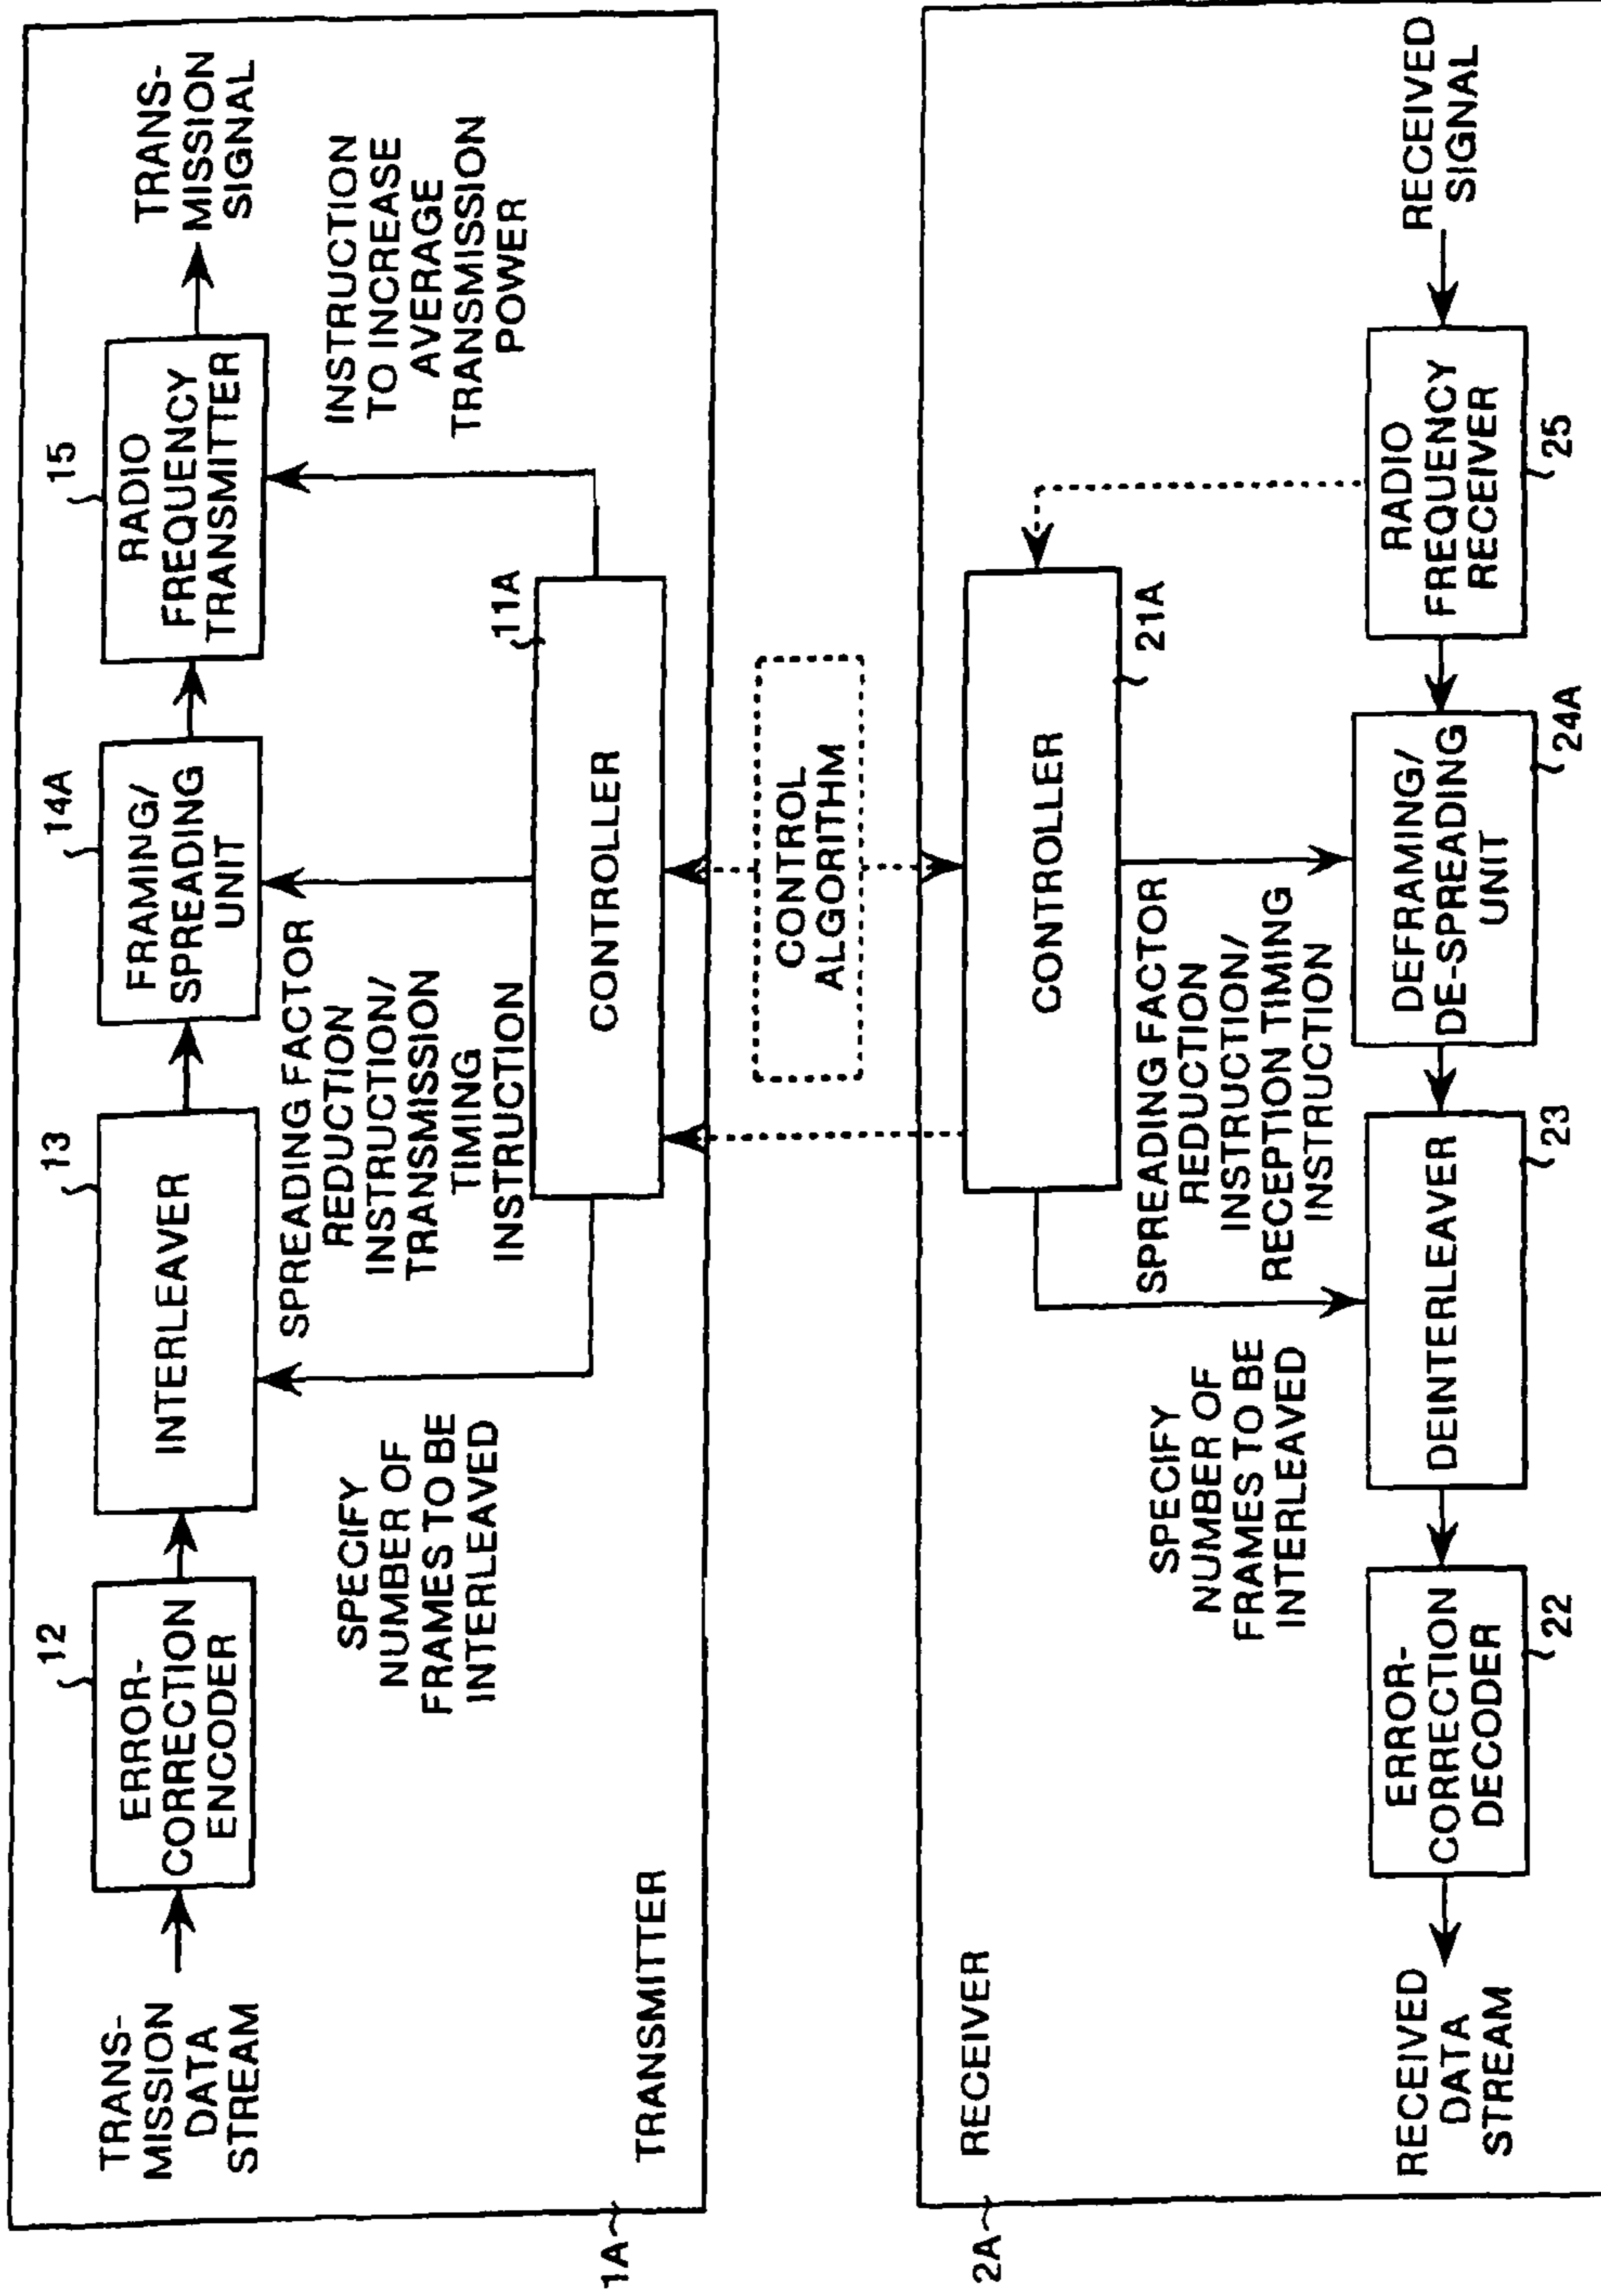 TRANS-
MISSION
DATA
STREAM
12
ERROR-
CORRECTION
ENCODER
13
INTERLEAVER
14A
FRAMING/
SPREADING
UNIT
15
RADIO
FREQUENCY
TRANSMITTER
TRANS-
MISSION
SIGNAL
SPECIFY
NUMBER OF
FRAMES TO BE
INTERLEAVED
SPREADING FACTOR
REDUCTION
INSTRUCTION/
TRANSMISSION
TIMING
INSTRUCTION
INSTRUCTION
TO INCREASE
AVERAGE
TRANSMISSION
POWER
11A
CONTROLLER
TRANSMITTER
1A
CONTROL
ALGORITHM
2A
RECEIVER
CONTROLLER
21A
SPECIFY
NUMBER OF
FRAMES TO BE
INTERLEAVED
SPREADING FACTOR
REDUCTION
INSTRUCTION/
RECEPTION TIMING
INSTRUCTION
RECEIVED
DATA
STREAM
ERROR-
CORRECTION
DECODER
22
DEINTERLEAVER
23
DEFRAMING/
DE-SPREADING
UNIT
24A
RADIO
FREQUENCY
RECEIVER
25
RECEIVED
SIGNAL